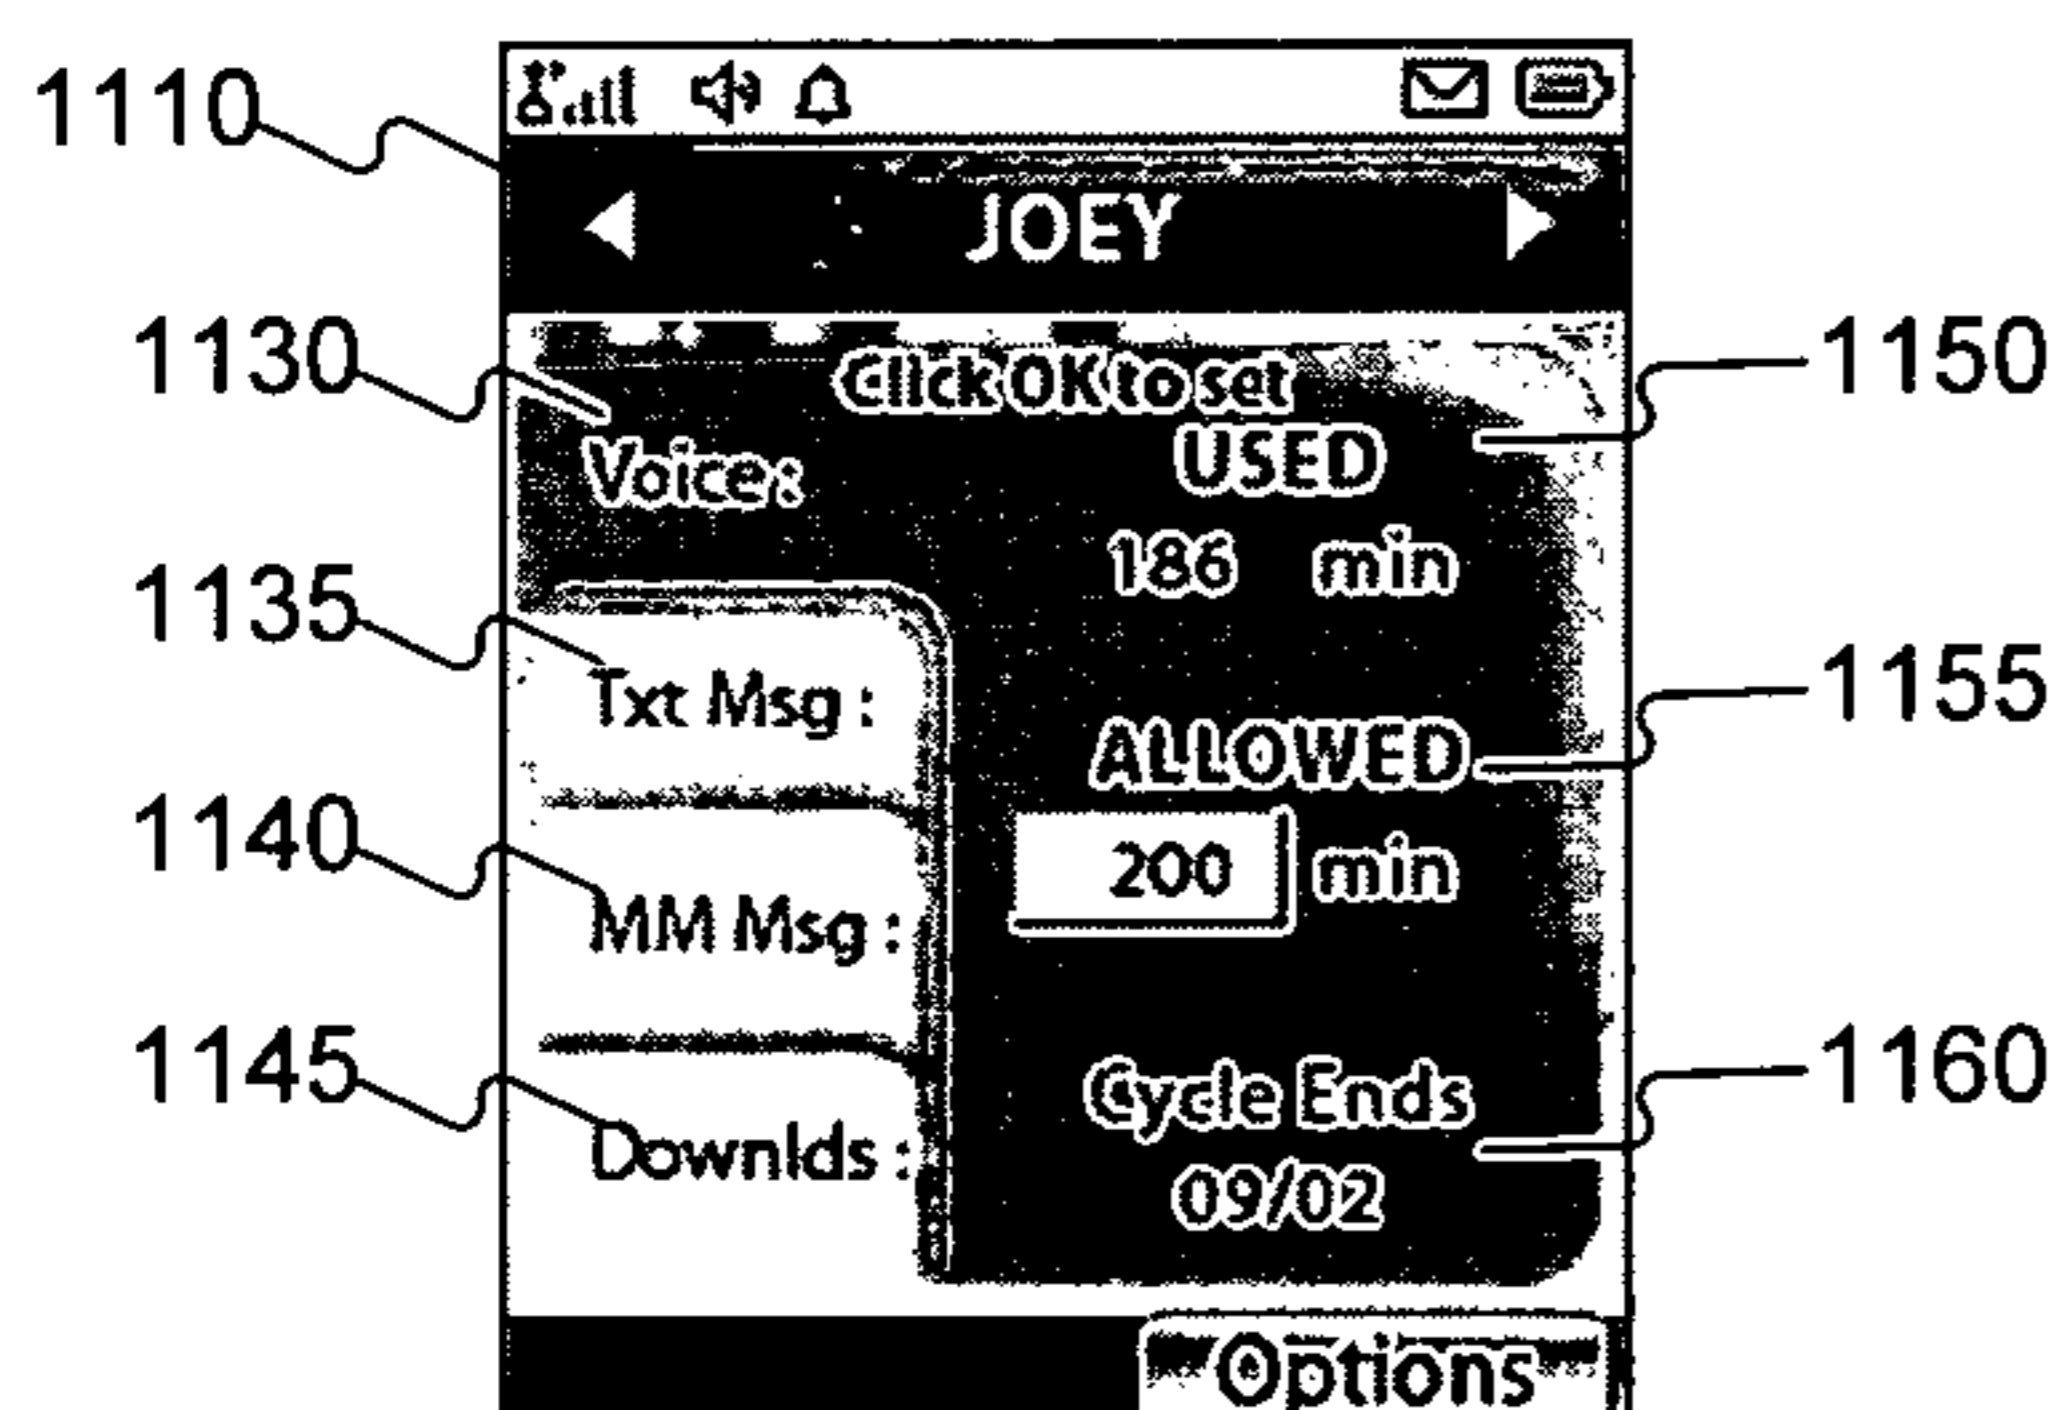 1110
JOEY
Click OK to set
1130
1150
Voice:
USED
186 min
1135
Txt Msg :
1155
ALLOWED
1140
200 min
MM Msg :
1145
1160
Cycle Ends
Downlds :
09/02
Options